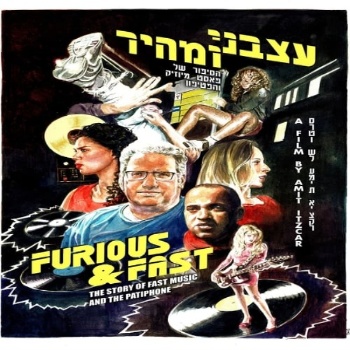 עצבני
ומהיר
הסיפור של
פאסט מיוזיק
והפטיפון
A FILM BY AMIT ITZCAR
FURIOUS
& FAST
THE STORY OF FAST MUSIC
AND THE PATIPHONE